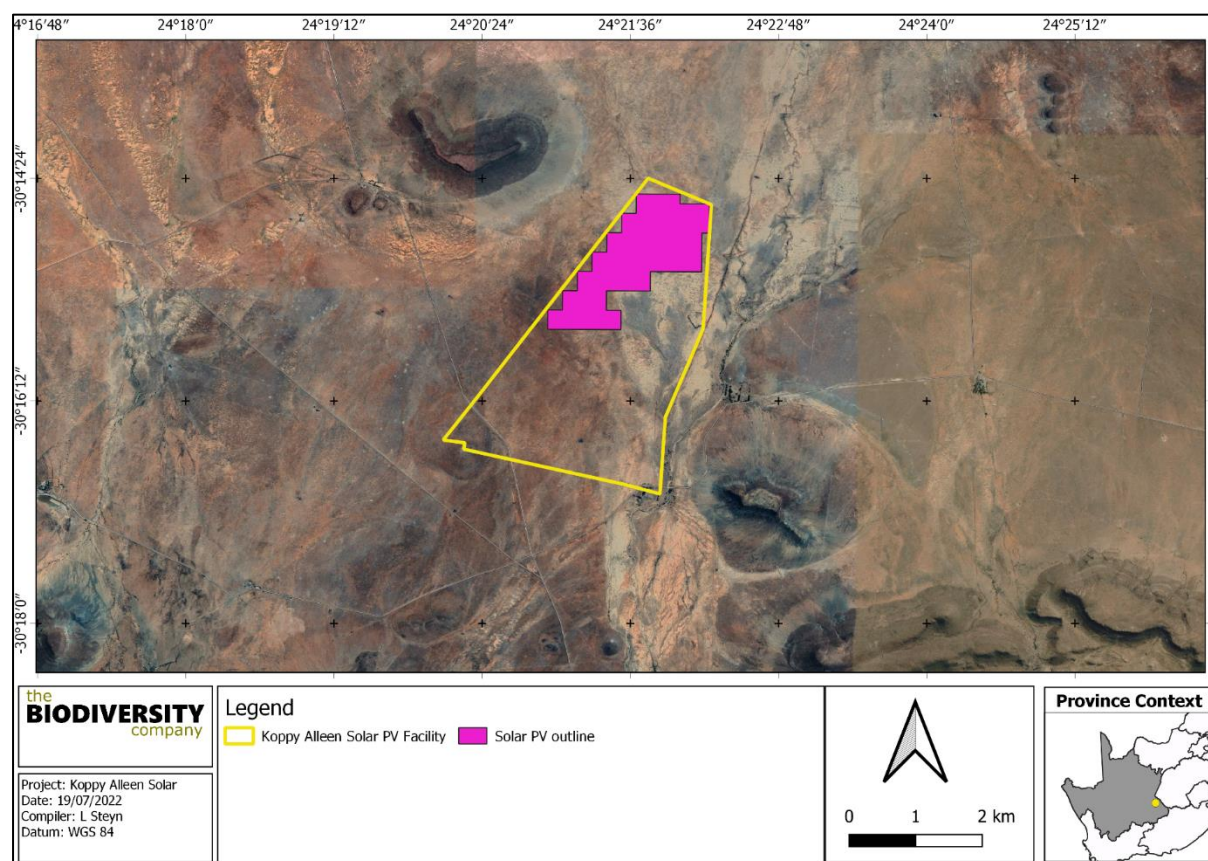 4°16′48″ 24°18′0″ 24°19′12″ 24°20′24″ 24°21′36″ 24°22′48″ 24°24′0″ 24°25′12″
-30°14′24″
-30°16′12″
-30°18′0″
the
BIODIVERSITY
company
Project: Koppy Alleen Solar
Date: 19/07/2022
Compiler: L Steyn
Datum: WGS 84
Legend
Koppy Alleen Solar PV Facility Solar PV outline
0 1 2 km
Province Context